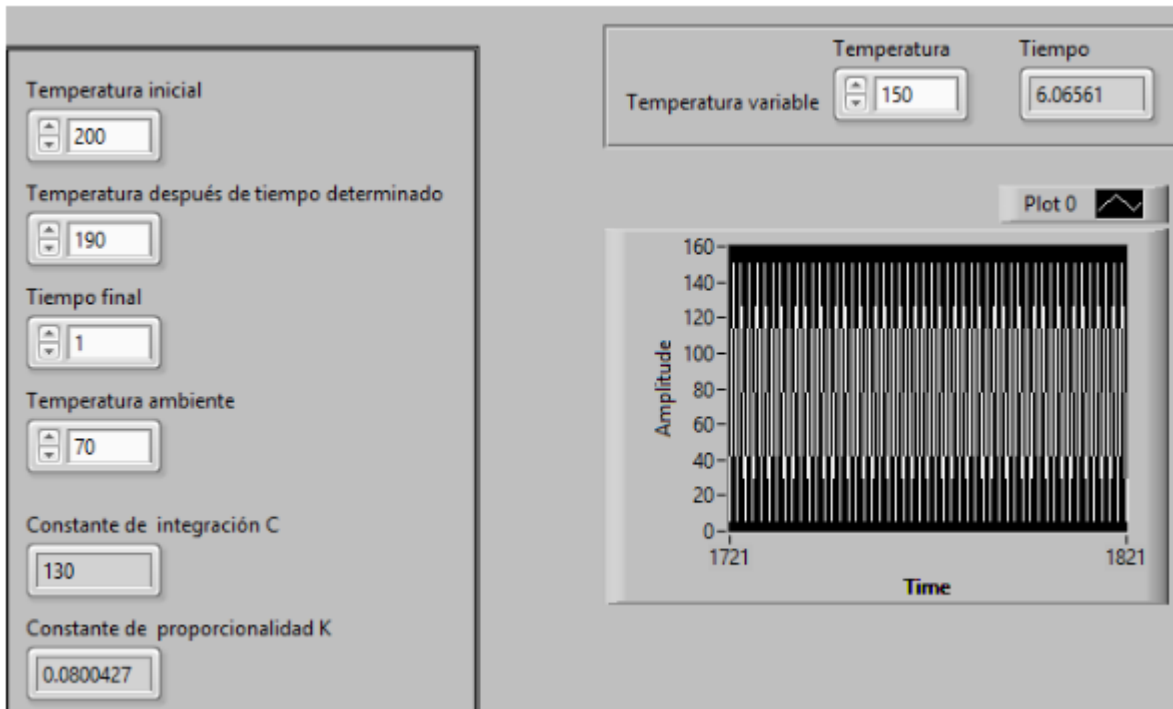 Temperatura inicial
200
Temperatura después de tiempo determinado
190
Tiempo final
1
Temperatura ambiente
70
Constante de integración C
130
Constante de proporcionalidad K
0.0800427
Temperatura Tiempo
Temperatura variable 150 6.06561
Plot 0
160
140
120
100
80
60
40
20
0
Amplitude
1721 1821
Time